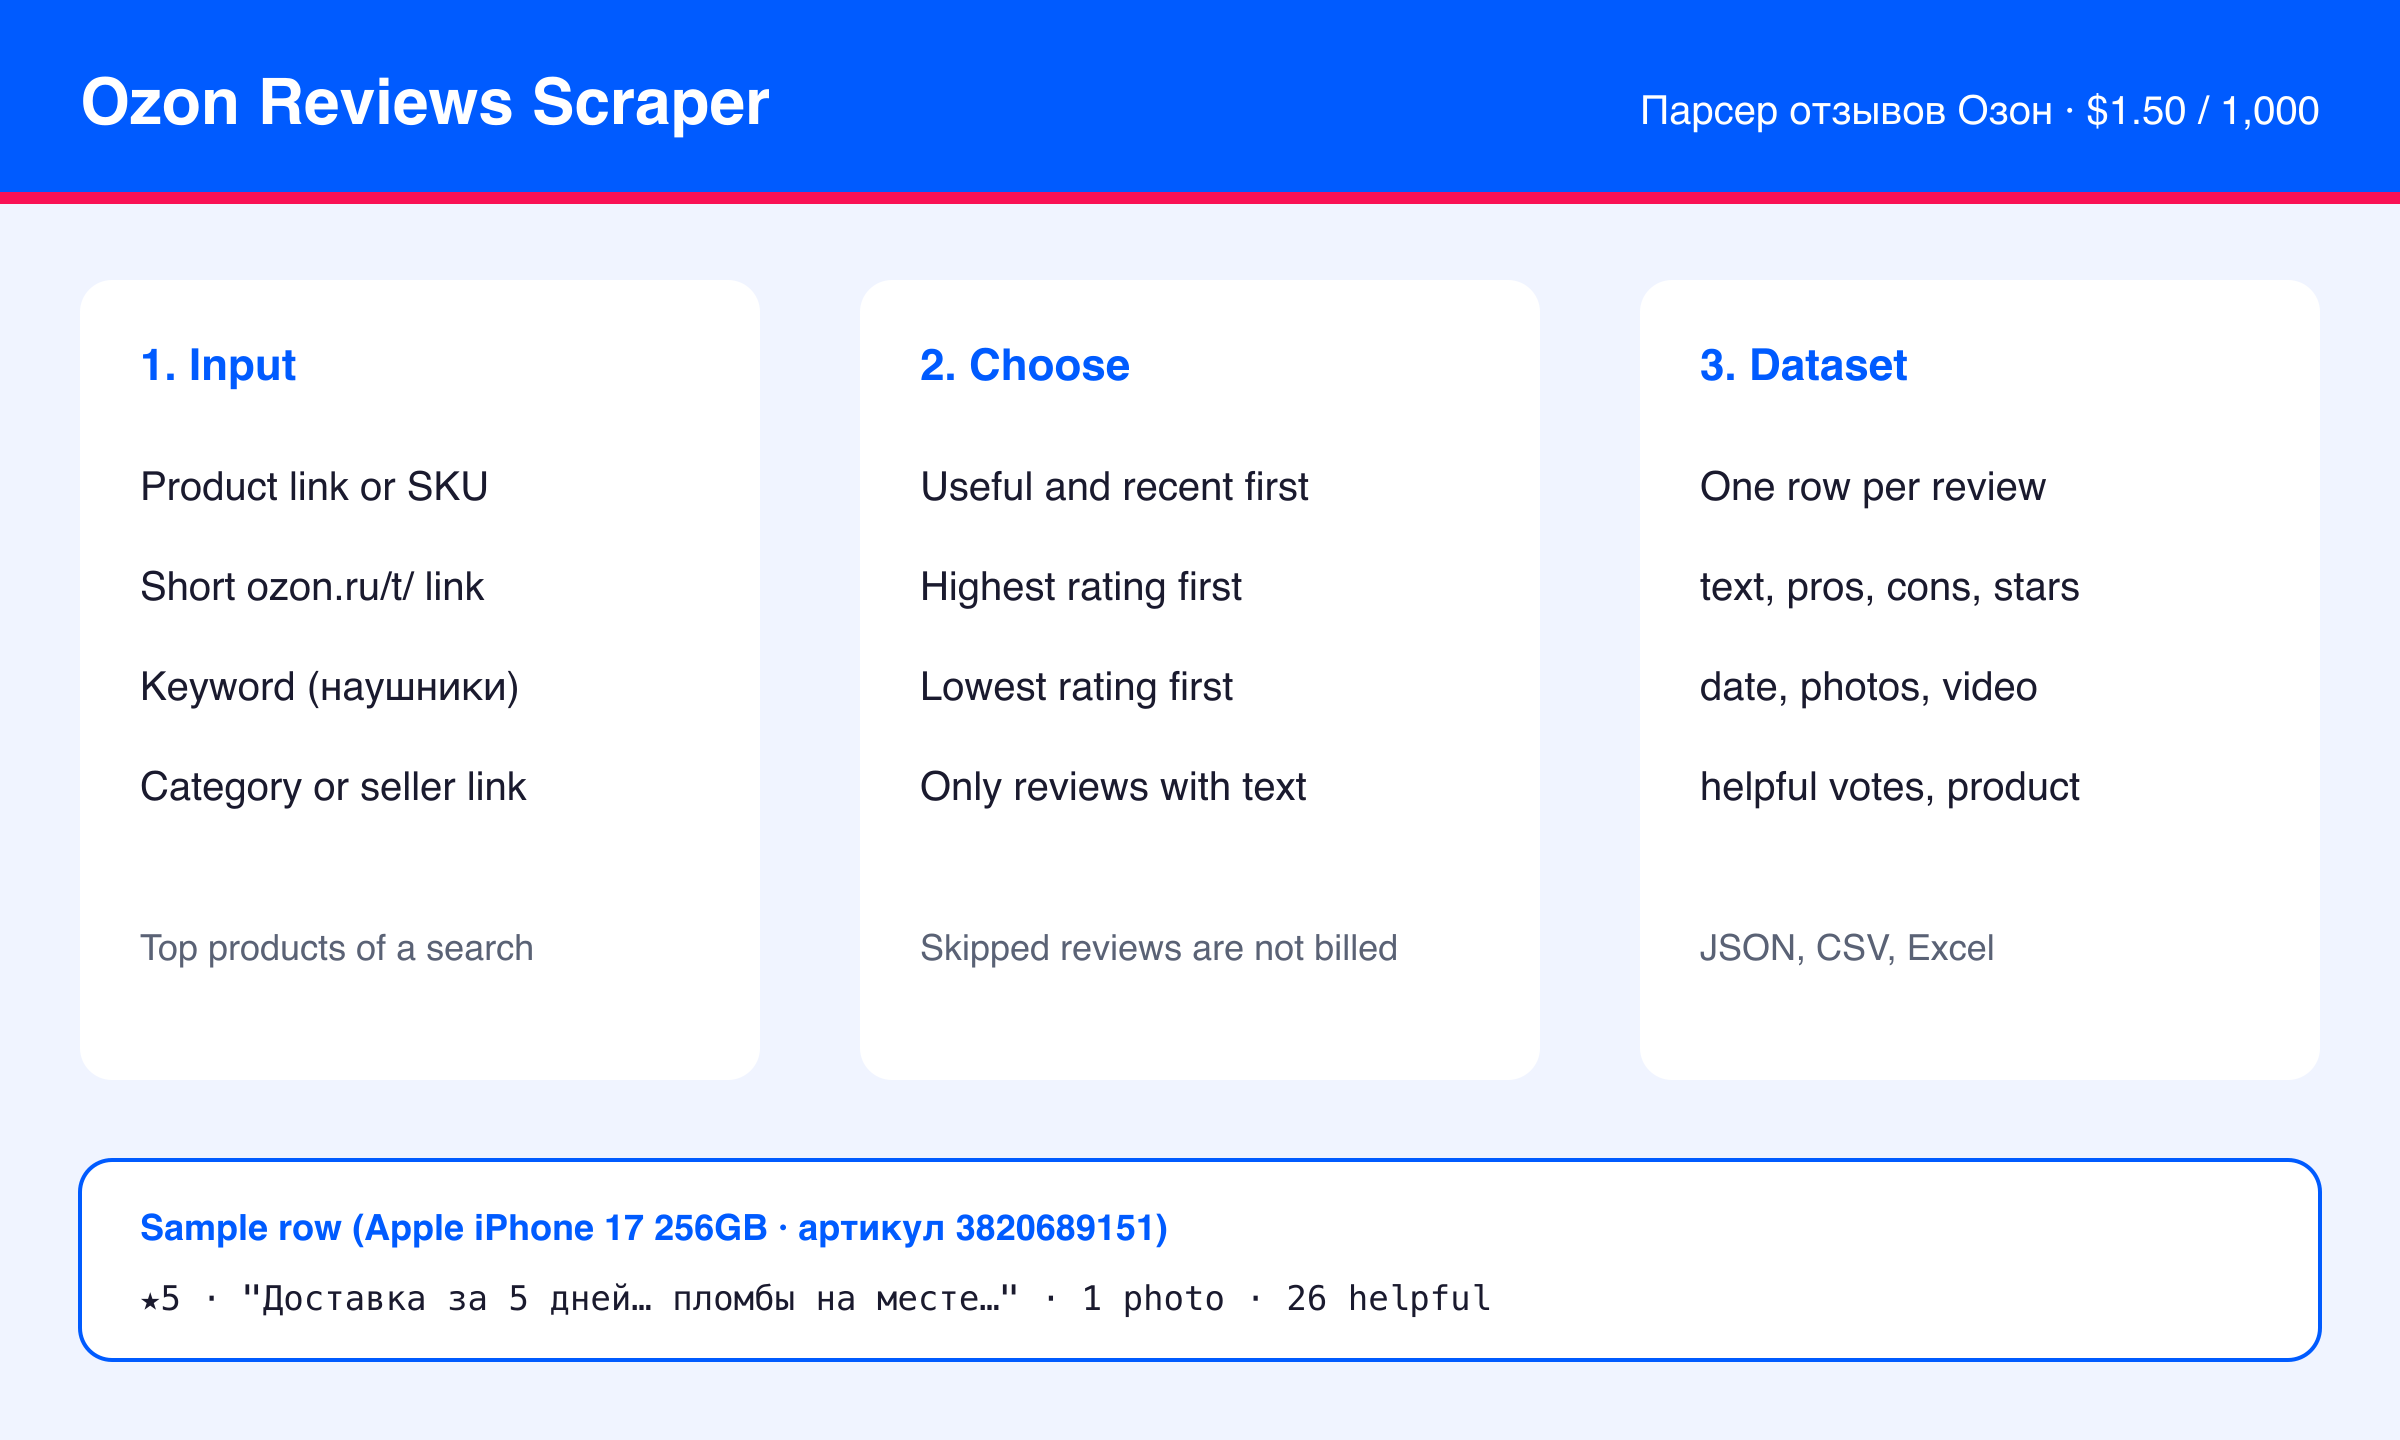 Ozon Reviews Scraper
Парсер отзывов Озон · $1.50 / 1,000
1. Input
Product link or SKU
Short ozon.ru/t/ link
Keyword (наушники)
Category or seller link
Top products of a search
2. Choose
Useful and recent first
Highest rating first
Lowest rating first
Only reviews with text
Skipped reviews are not billed
3. Dataset
One row per review
text, pros, cons, stars
date, photos, video
helpful votes, product
JSON, CSV, Excel
Sample row (Apple iPhone 17 256GB · артикул 3820689151)
★5 · "Доставка за 5 дней… пломбы на месте…" · 1 photo · 26 helpful